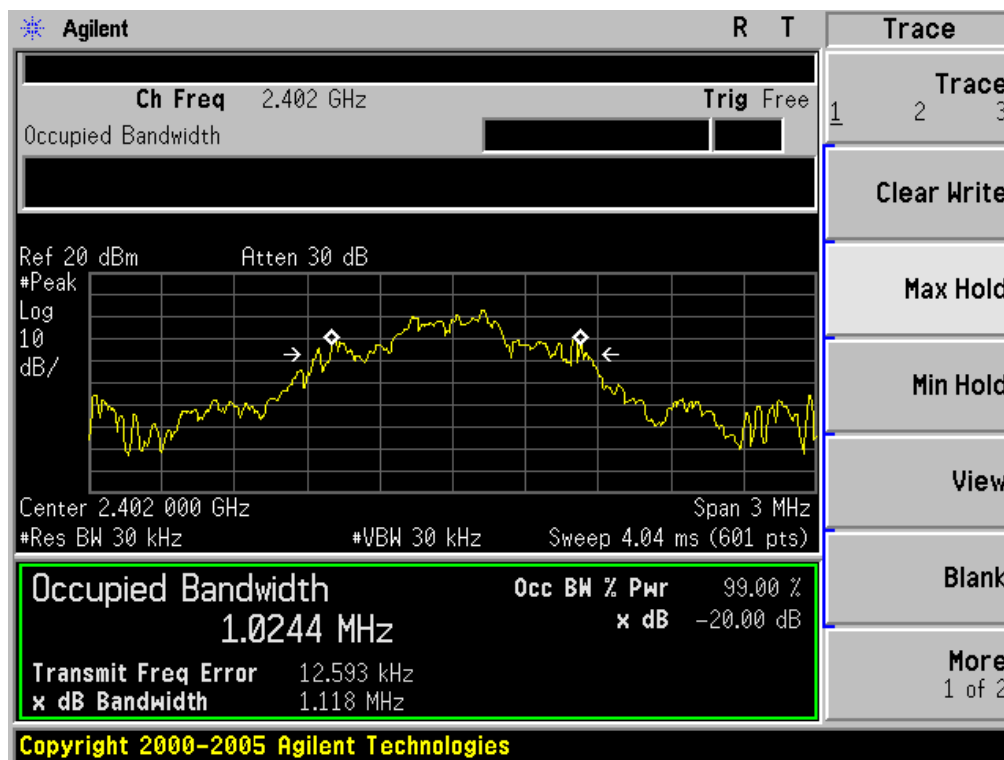 Agilent R T Trace
Ch Freq 2.402 GHz Trig Free
Occupied Bandwidth
Trace
1 2 3
Clear Write
Max Hold
Min Hold
View
Blank
More
1 of 2
Ref 20 dBm Atten 30 dB
#Peak
Log
10
dB/
Center 2.402 000 GHz Span 3 MHz
#Res BW 30 kHz #VBW 30 kHz Sweep 4.04 ms (601 pts)
Occupied Bandwidth Occ BW % Pwr 99.00 %
1.0244 MHz x dB -20.00 dB
Transmit Freq Error 12.593 kHz
x dB Bandwidth 1.118 MHz
Copyright 2000-2005 Agilent Technologies